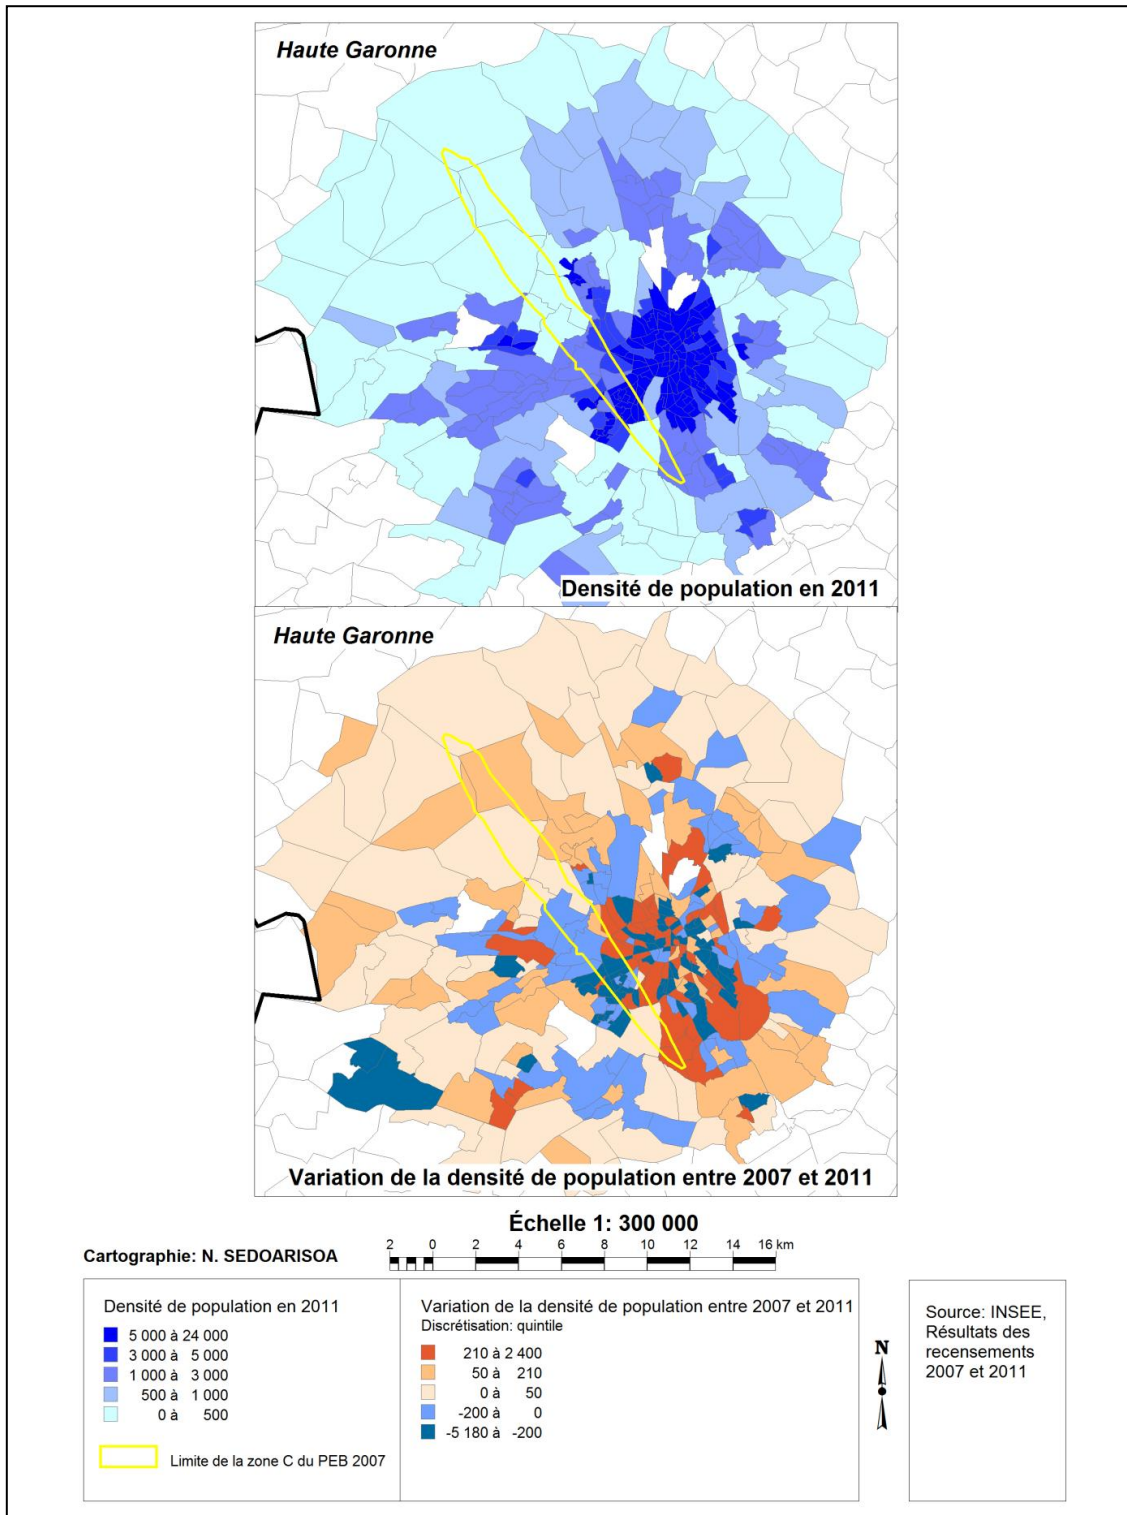 Haute Garonne
Densité de population en 2011
Haute Garonne
Variation de la densité de population entre 2007 et 2011
Échelle 1: 300 000
Cartographie: N. SEDOARISOA
2 0 2 4 6 8 10 12 14 16 km
Densité de population en 2011
5 000 à 24 000
3 000 à 5 000
1 000 à 3 000
500 à 1 000
0 à 500
Limite de la zone C du PEB 2007
Variation de la densité de population entre 2007 et 2011
Discrétisation: quintile
210 à 2 400
50 à 210
0 à 50
-200 à 0
-5 180 à -200
N
Source: INSEE,
Résultats des
recensements
2007 et 2011